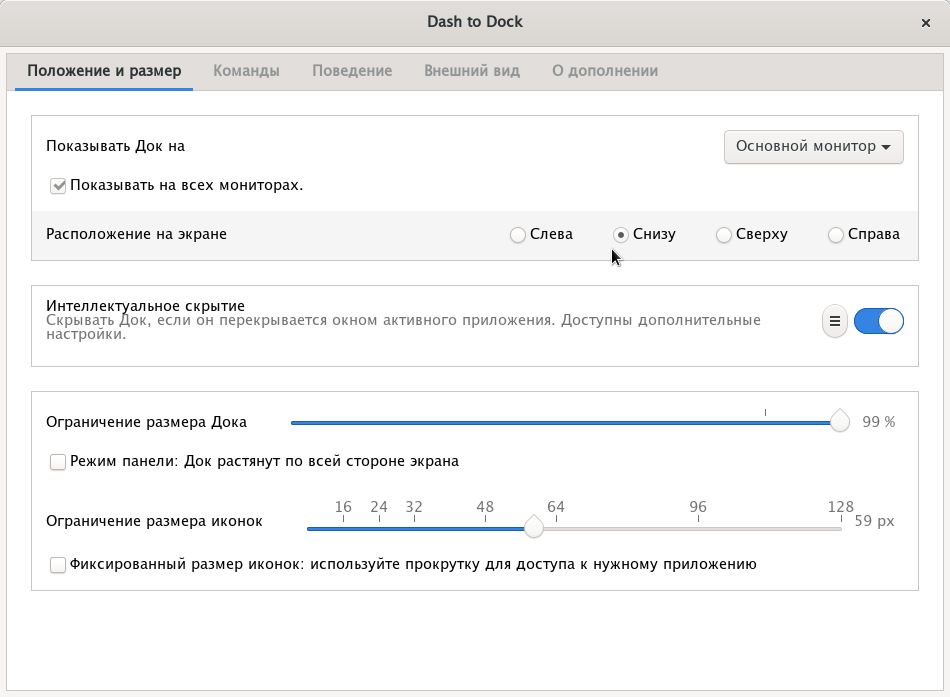 Dash to Dock
Положение и размер Команды Поведение Внешний вид О дополнении
Показывать Док на Основной монитор
Показывать на всех мониторах.
Расположение на экране Слева Снизу Сверху Справа
Интеллектуальное скрытие
Скрывать Док, если он перекрывается окном активного приложения. Доступны дополнительные
настройки.
Ограничение размера Дока 99 %
Режим панели: Док растянут по всей стороне экрана
16 24 32 48 64 96 128
Ограничение размера иконок 59 px
Фиксированный размер иконок: используйте прокрутку для доступа к нужному приложению